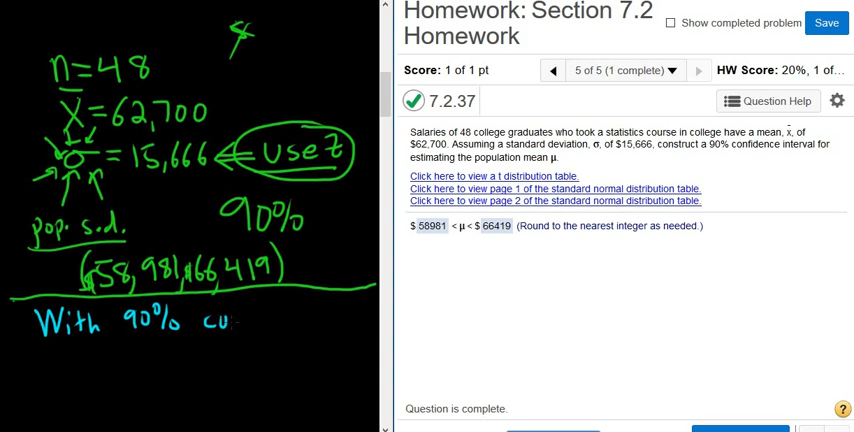 n=48
x̄=62,700
σ=15,666 use z
pop. s.d. 90%
($58,981, $66,419)
With 90% co
Homework: Section 7.2
Homework
Show completed problem
Save
Score: 1 of 1 pt
5 of 5 (1 complete)
HW Score: 20%, 1 of...
7.2.37
Question Help
Salaries of 48 college graduates who took a statistics course in college have a mean, x̄, of
$62,700. Assuming a standard deviation, σ, of $15,666, construct a 90% confidence interval for
estimating the population mean μ.
Click here to view a t distribution table.
Click here to view page 1 of the standard normal distribution table.
Click here to view page 2 of the standard normal distribution table.
$ 58981 < μ < $ 66419 (Round to the nearest integer as needed.)
Question is complete.
?